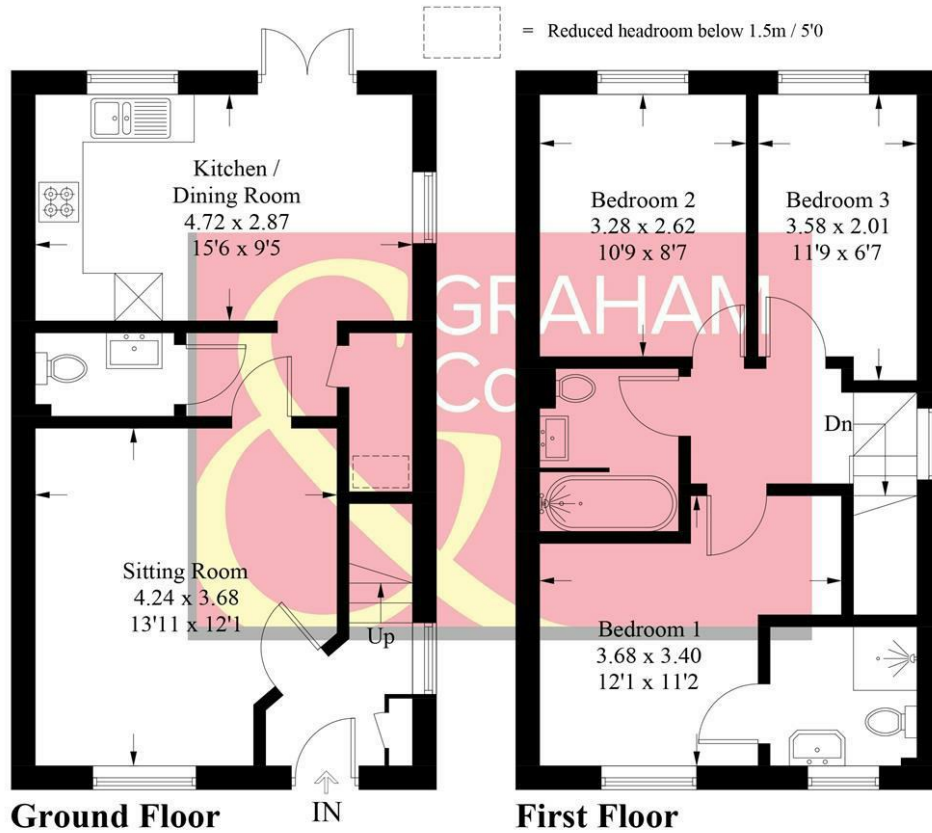 = Reduced headroom below 1.5m / 5'0
Kitchen /
Dining Room
4.72 x 2.87
15'6 x 9'5
Bedroom 2
3.28 x 2.62
10'9 x 8'7
Bedroom 3
3.58 x 2.01
11'9 x 6'7
& GRAHAM
Co
Dn
Sitting Room
4.24 x 3.68
13'11 x 12'1
Up
Bedroom 1
3.68 x 3.40
12'1 x 11'2
Ground Floor
IN
First Floor